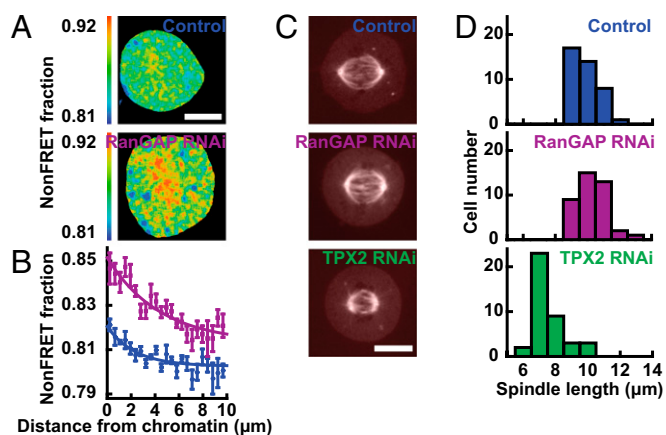 A
0.92
Control
NonFRET fraction
0.81
0.92
RanGAP RNAi
NonFRET fraction
0.81
B
0.85
0.83
0.81
0.79
NonFRET fraction
0 2 4 6 8 10
Distance from chromatin (μm)
C
Control
RanGAP RNAi
TPX2 RNAi
D
Control
20
10
0
RanGAP RNAi
20
10
0
Cell number
TPX2 RNAi
20
10
0
6 8 10 12 14
Spindle length (μm)